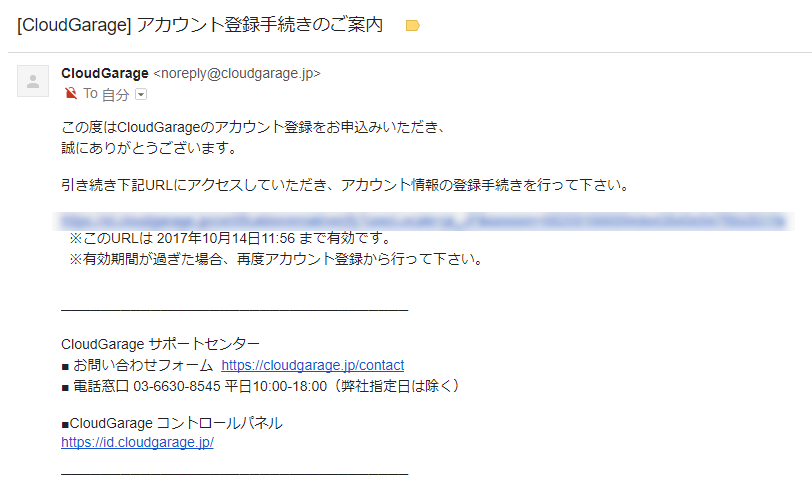 [CloudGarage] アカウント登録手続きのご案内
CloudGarage <noreply@cloudgarage.jp>
To 自分
この度はCloudGarageのアカウント登録をお申込みいただき、
誠にありがとうございます。
引き続き下記URLにアクセスしていただき、アカウント情報の登録手続きを行って下さい。
※このURLは 2017年10月14日11:56 まで有効です。
※有効期間が過ぎた場合、再度アカウント登録から行って下さい。
CloudGarage サポートセンター
■ お問い合わせフォーム https://cloudgarage.jp/contact
■ 電話窓口 03-6630-8545 平日10:00-18:00（弊社指定日は除く）
■CloudGarage コントロールパネル
https://id.cloudgarage.jp/